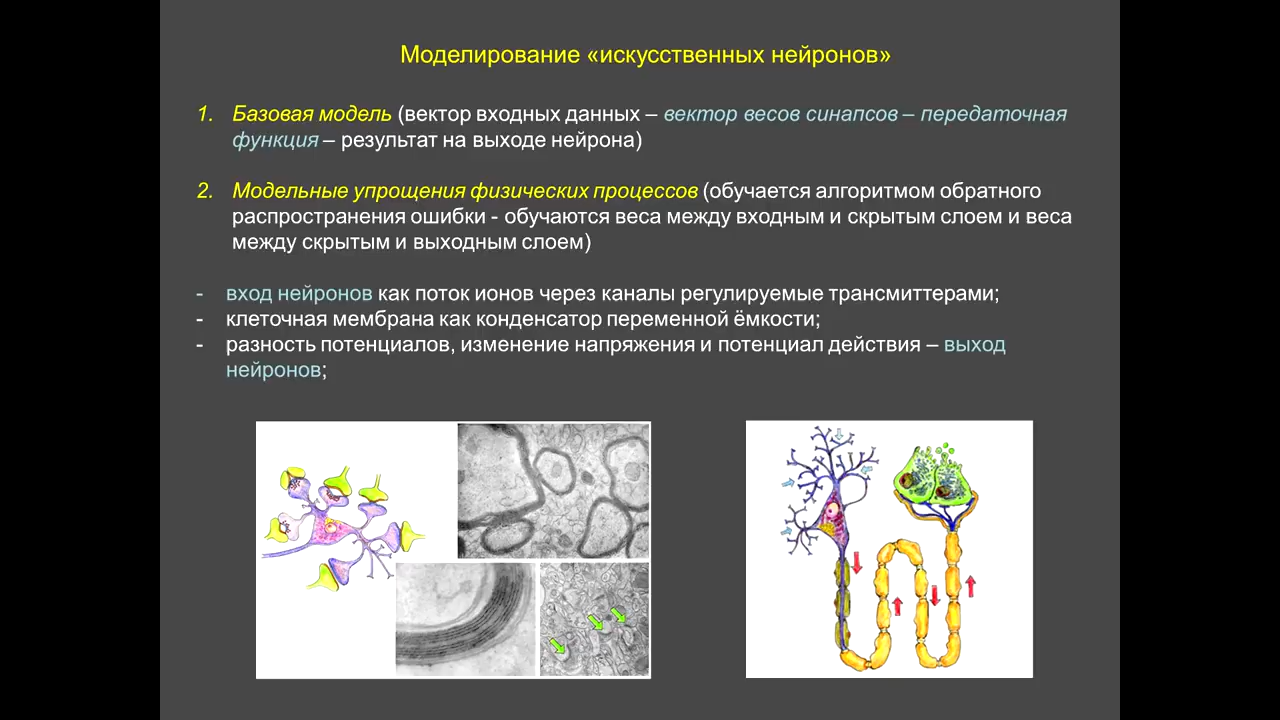 Моделирование «искусственных нейронов»
1. Базовая модель (вектор входных данных – вектор весов синапсов – передаточная
функция – результат на выходе нейрона)
2. Модельные упрощения физических процессов (обучается алгоритмом обратного
распространения ошибки - обучаются веса между входным и скрытым слоем и веса
между скрытым и выходным слоем)
- вход нейронов как поток ионов через каналы регулируемые трансмиттерами;
- клеточная мембрана как конденсатор переменной ёмкости;
- разность потенциалов, изменение напряжения и потенциал действия – выход
нейронов;